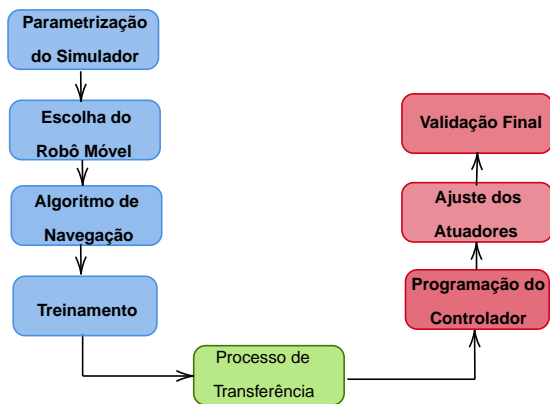 Parametrização
do Simulador
Escolha do
Robô Móvel
Algoritmo de
Navegação
Treinamento
Processo de
Transferência
Programação do
Controlador
Ajuste dos
Atuadores
Validação Final